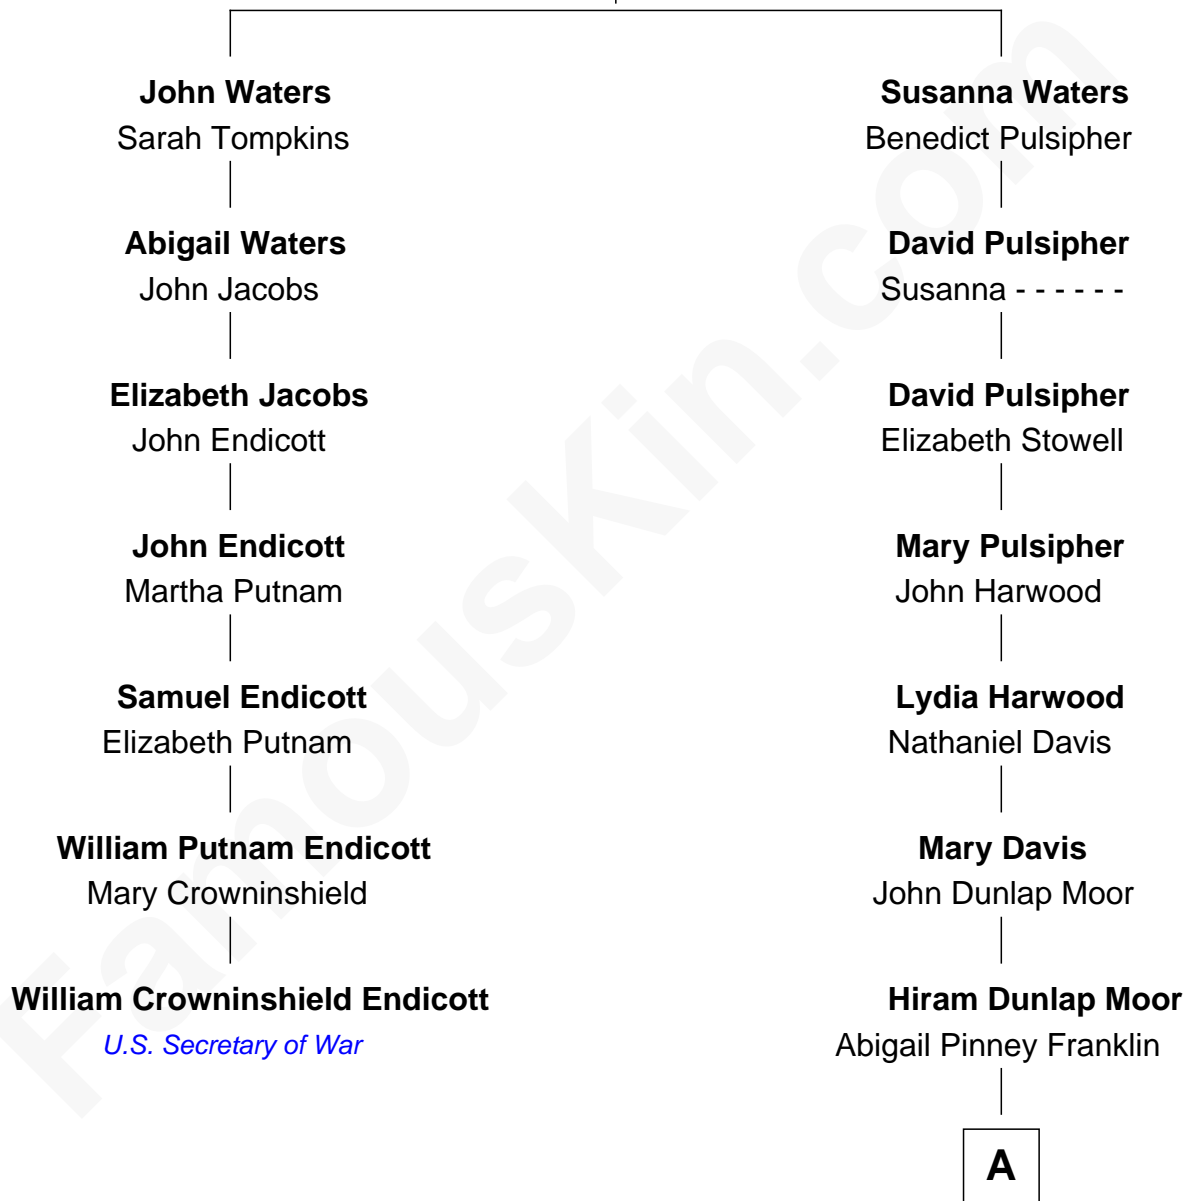 John Waters
Sarah Tompkins
Abigail Waters
John Jacobs
Elizabeth Jacobs
John Endicott
John Endicott
Martha Putnam
Samuel Endicott
Elizabeth Putnam
William Putnam Endicott
Mary Crowninshield
William Crowninshield Endicott
U.S. Secretary of War
Susanna Waters
Benedict Pulsipher
David Pulsipher
Susanna - - - - - -
David Pulsipher
Elizabeth Stowell
Mary Pulsipher
John Harwood
Lydia Harwood
Nathaniel Davis
Mary Davis
John Dunlap Moor
Hiram Dunlap Moor
Abigail Pinney Franklin
A
FamousKin.com